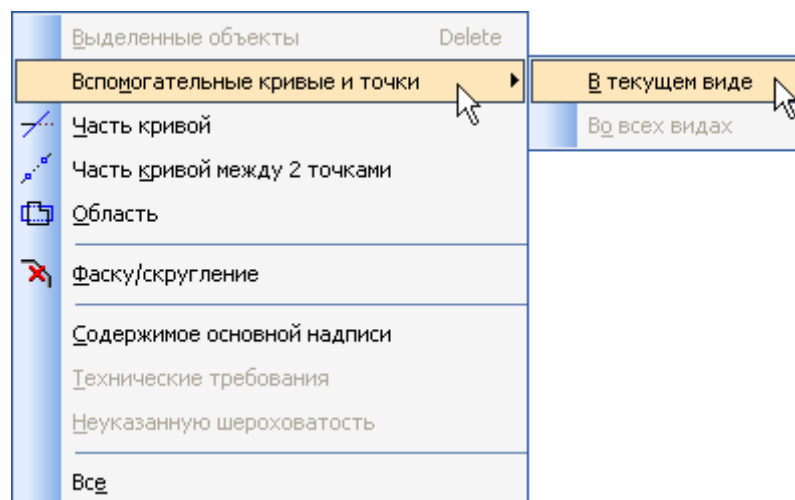 Выделенные объекты Delete
Вспомогательные кривые и точки
В текущем виде
Часть кривой
Во всех видах
Часть кривой между 2 точками
Область
Фаску/скругление
Содержимое основной надписи
Технические требования
Неуказанную шероховатость
Все